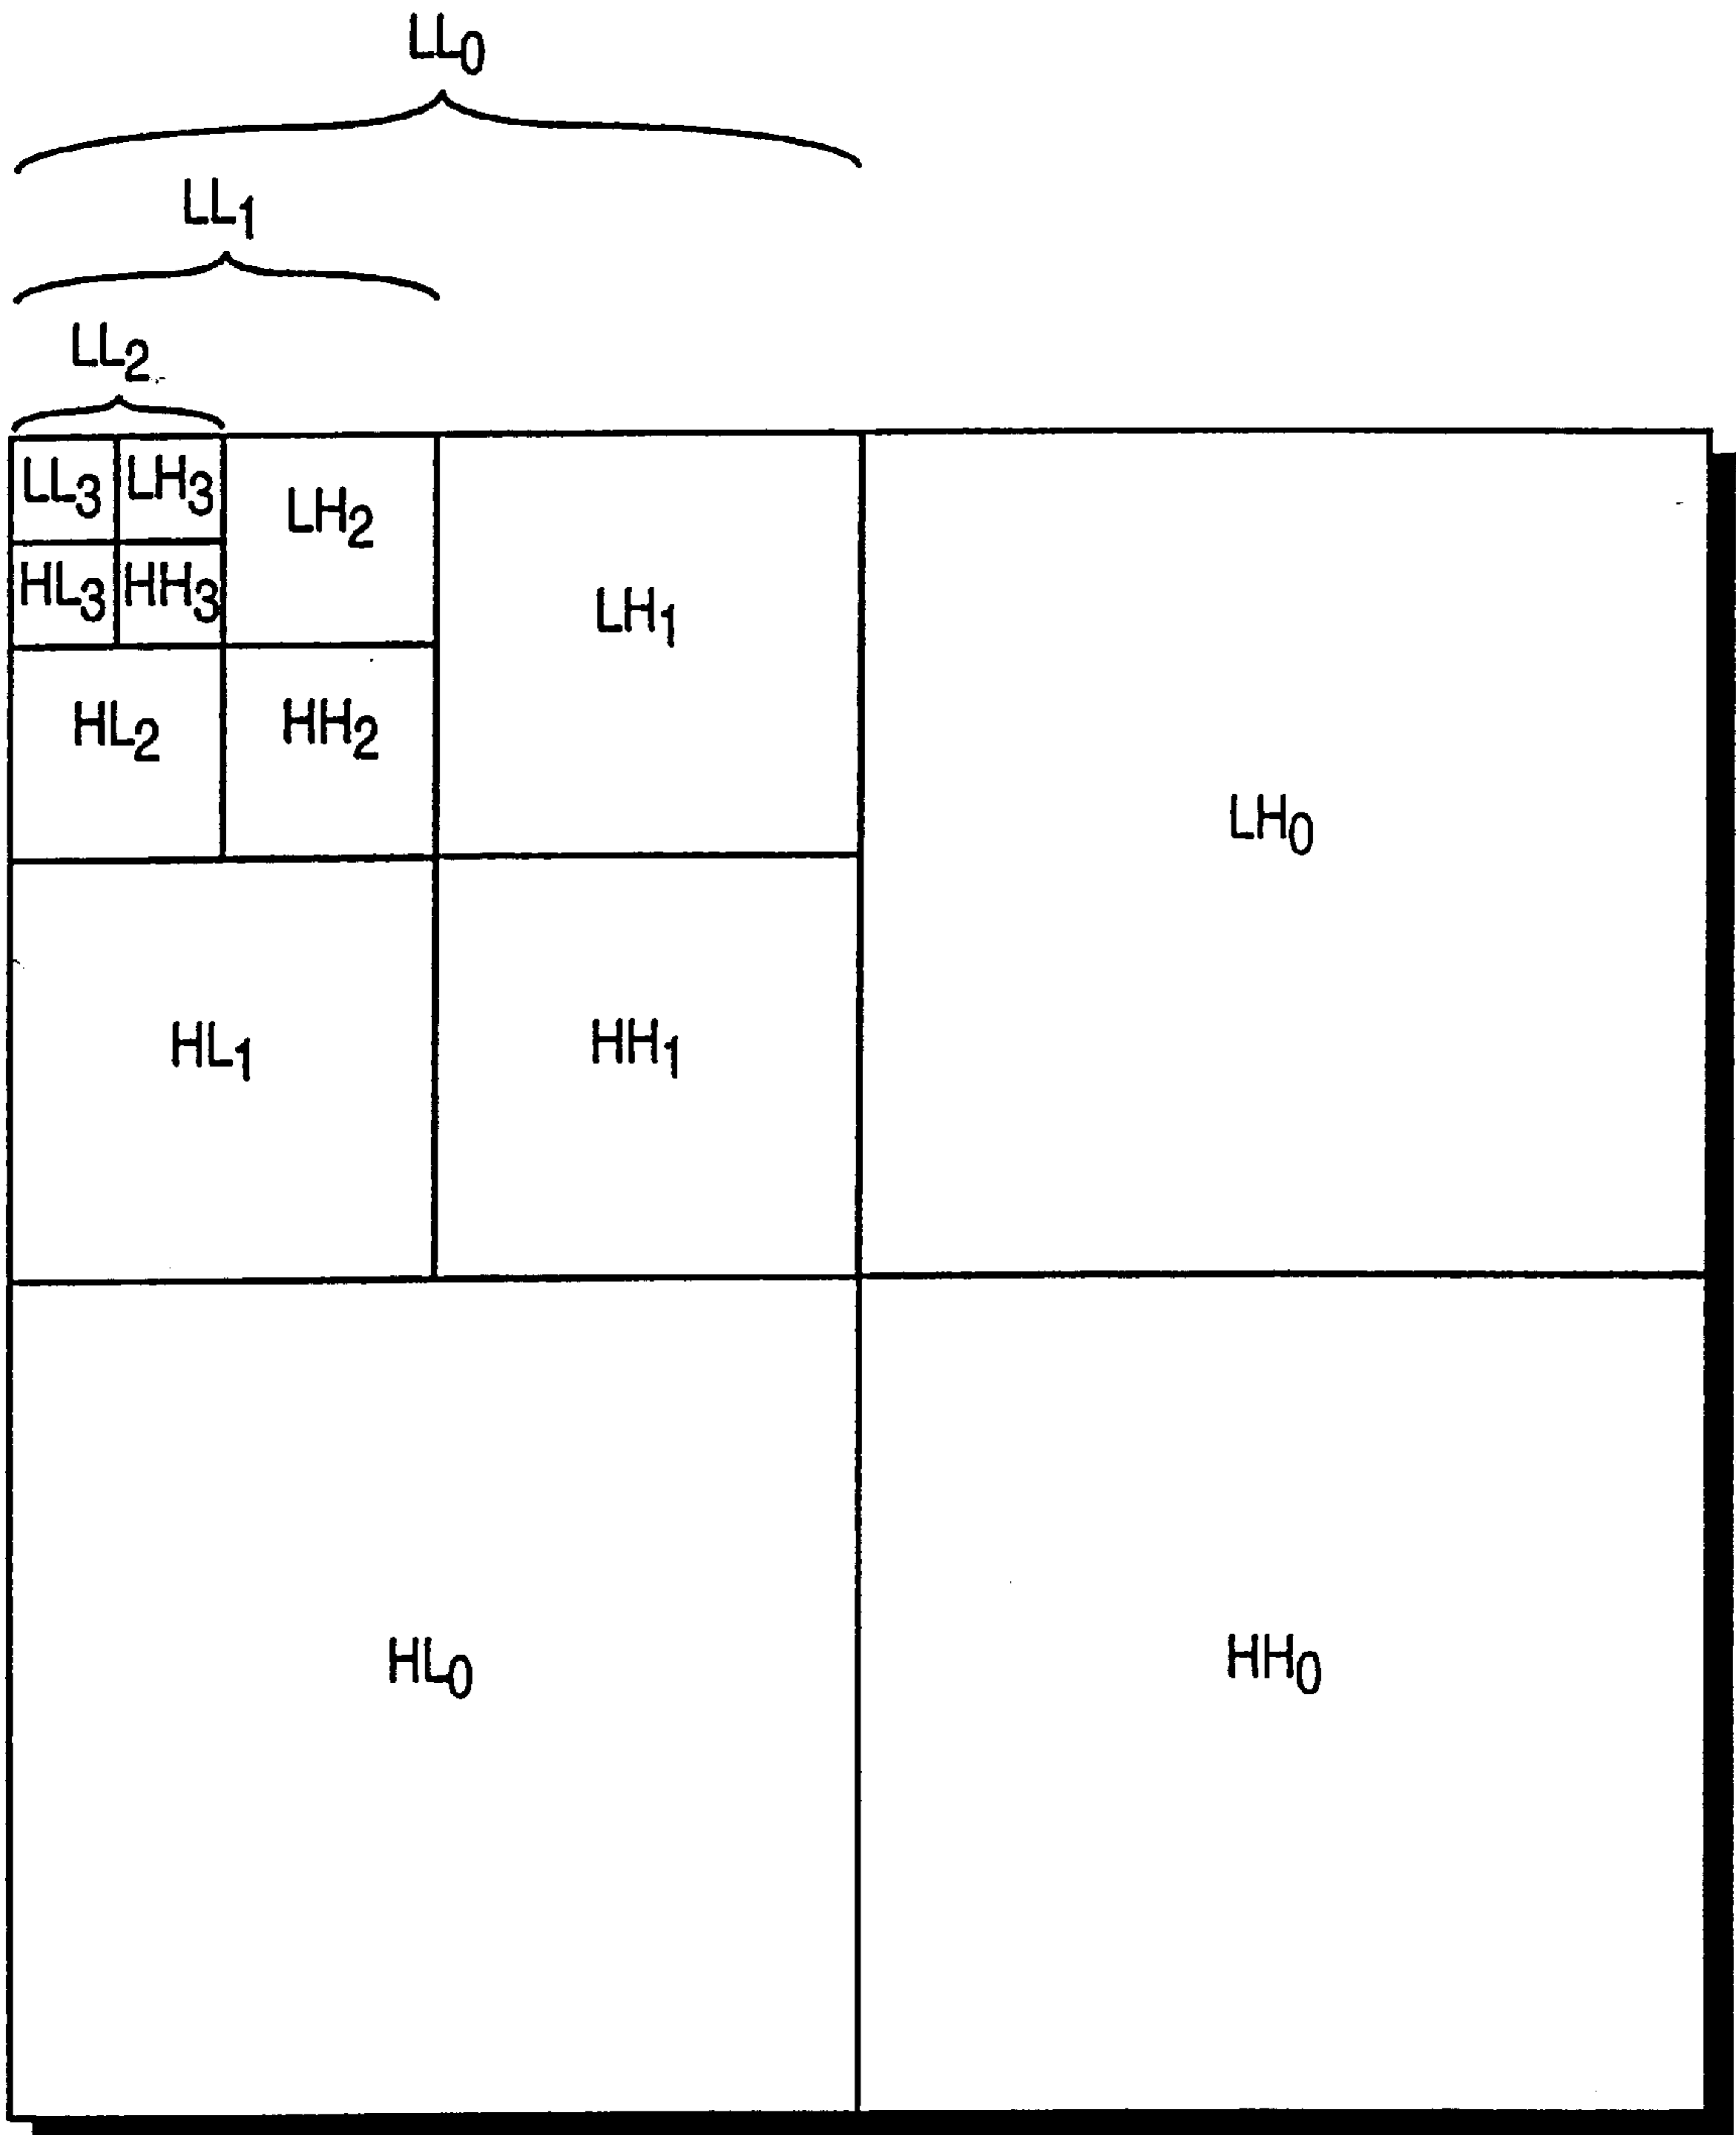 LL₀
LL₁
LL₂
LL₃ LH₃
LH₂
HL₃ HH₃
LH₁
HL₂ HH₂
LH₀
HL₁ HH₁
HL₀ HH₀